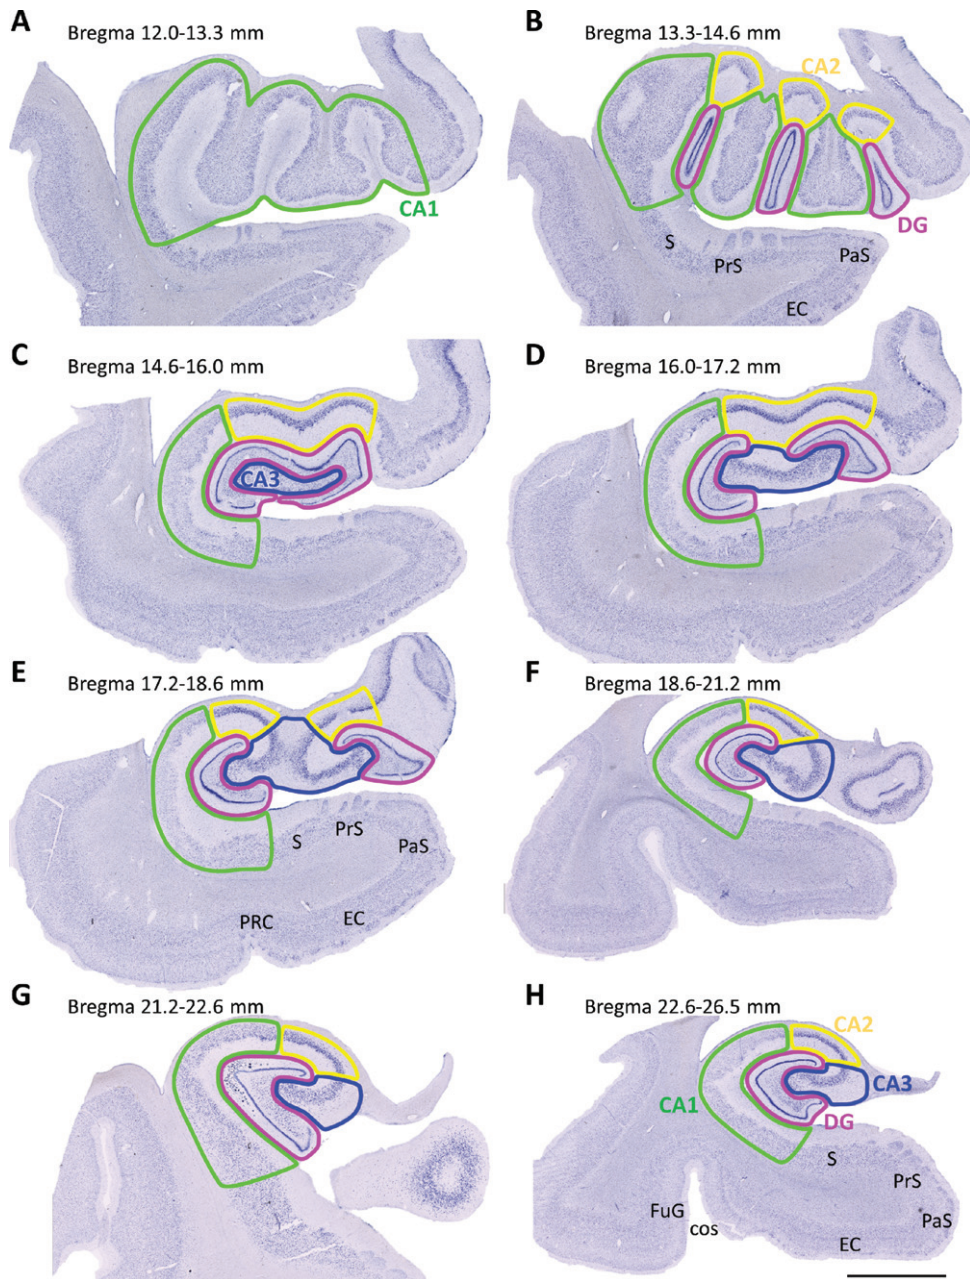 A
Bregma 12.0-13.3 mm
CA1
B
Bregma 13.3-14.6 mm
CA2
DG
S
PrS
PaS
EC
C
Bregma 14.6-16.0 mm
CA3
D
Bregma 16.0-17.2 mm
E
Bregma 17.2-18.6 mm
S
PrS
PaS
PRC
EC
F
Bregma 18.6-21.2 mm
G
Bregma 21.2-22.6 mm
H
Bregma 22.6-26.5 mm
CA2
CA3
CA1
DG
S
PrS
PaS
FuG
cos
EC